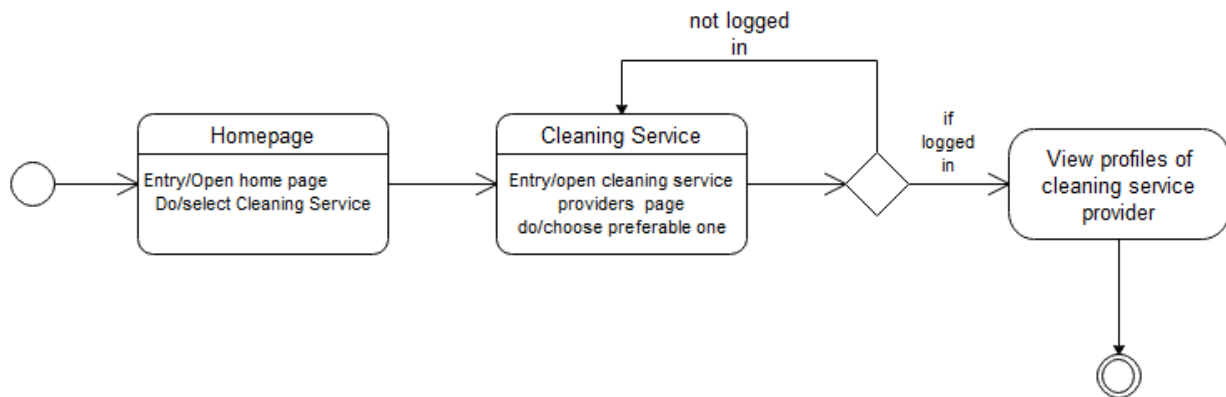 not logged
in
Homepage
Entry/Open home page
Do/select Cleaning Service
Cleaning Service
Entry/open cleaning service
providers page
do/choose preferable one
if
logged
in
View profiles of
cleaning service
provider